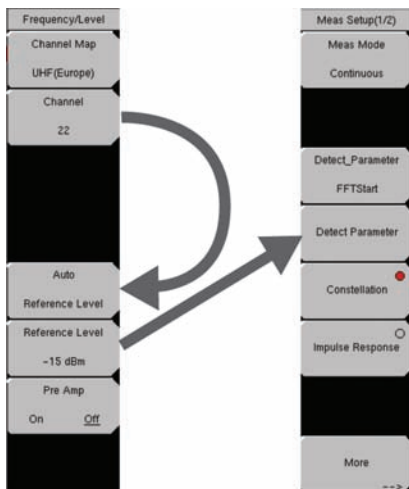 Frequency/Level
Channel Map
UHF(Europe)
Channel
22
Auto
Reference Level
Reference Level
-15 dBm
Pre Amp
On Off
Meas Setup(1/2)
Meas Mode
Continuous
Detect_Parameter
FFTStart
Detect Parameter
Constellation
Impulse Response
More
-->